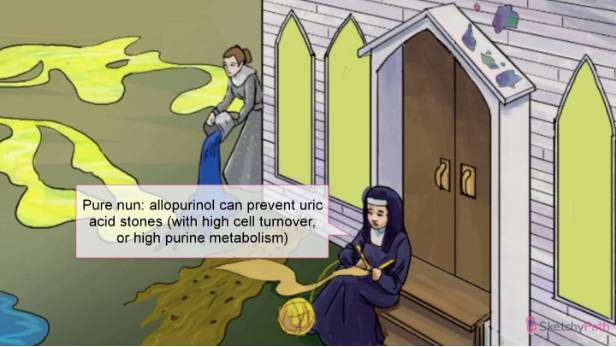 Pure nun: allopurinol can prevent uric
acid stones (with high cell turnover,
or high purine metabolism)
SketchyPath